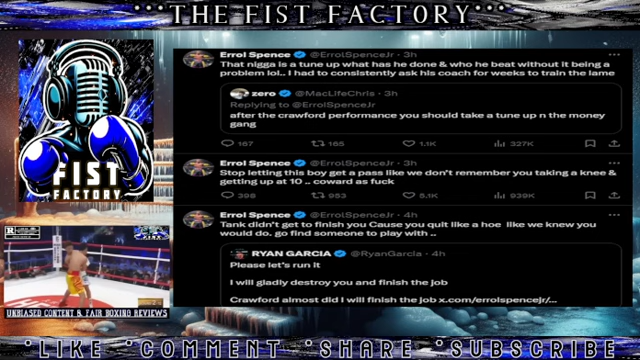 ***THE FIST FACTORY***
Errol Spence @ErrolSpenceJr · 3h
That nigga is a tune up what has he done & who he beat without it being a
problem lol.. I had to consistently ask his coach for weeks to train the lame
zero @MacLifeChris · 3h
Replying to @ErrolSpenceJr
after the crawford performance you should take a tune up n the money
gang
167 165 1.1K 327K
Errol Spence @ErrolSpenceJr · 3h
Stop letting this boy get a pass like we don't remember you taking a knee &
getting up at 10 .. coward as fuck
398 953 5.1K 939K
Errol Spence @ErrolSpenceJr · 4h
Tank didn't get to finish you Cause you quit like a hoe like we knew you
would do. go find someone to play with ..
RYAN GARCIA @RyanGarcia · 4h
Please let's run it
I will gladly destroy you and finish the job
Crawford almost did I will finish the job x.com/errolspencejr/...
FIST
FACTORY
UNBIASED CONTENT & FAIR BOXING REVIEWS
*LIKE *COMMENT *SHARE *SUBSCRIBE